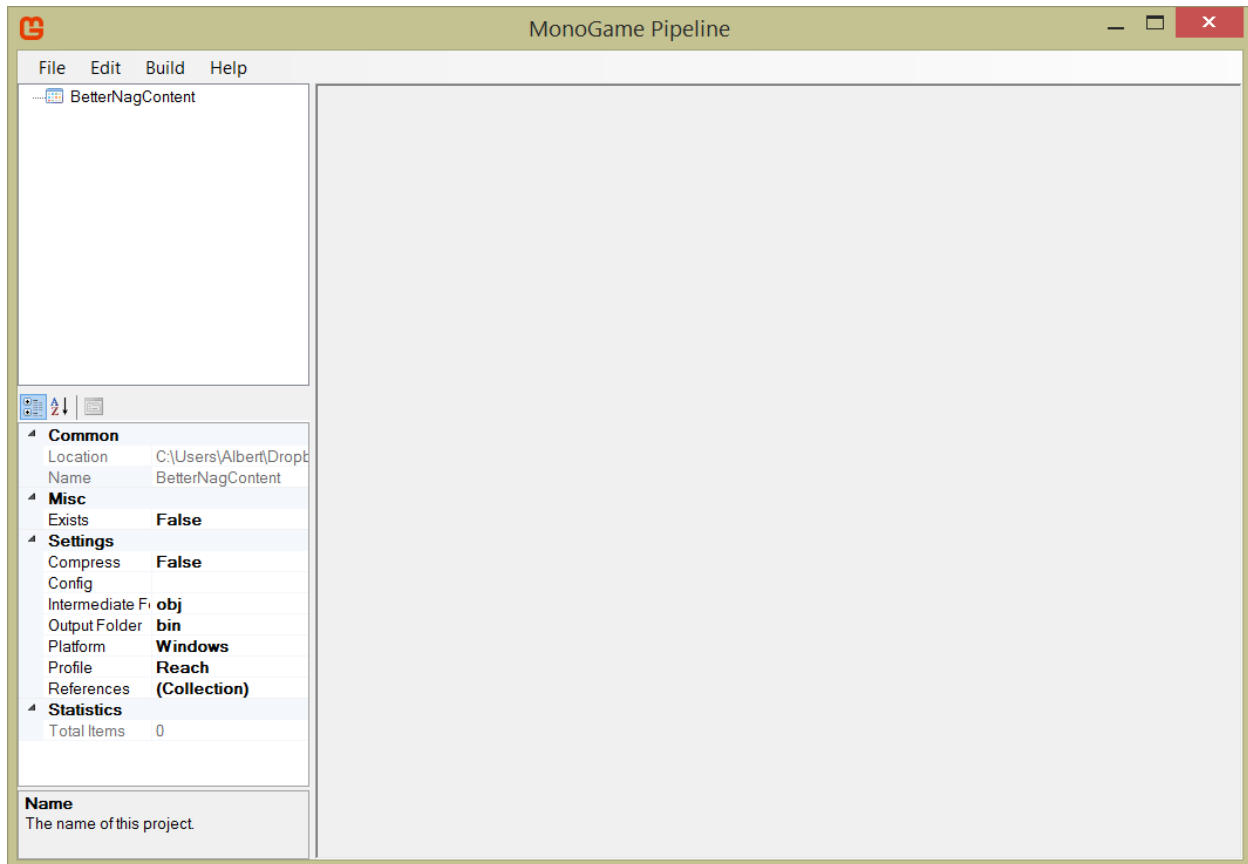 MonoGame Pipeline
File Edit Build Help
BetterNagContent
Common
Location C:\Users\Albert\Dropb
Name BetterNagContent
Misc
Exists False
Settings
Compress False
Config
Intermediate F obj
Output Folder bin
Platform Windows
Profile Reach
References (Collection)
Statistics
Total Items 0
Name
The name of this project.